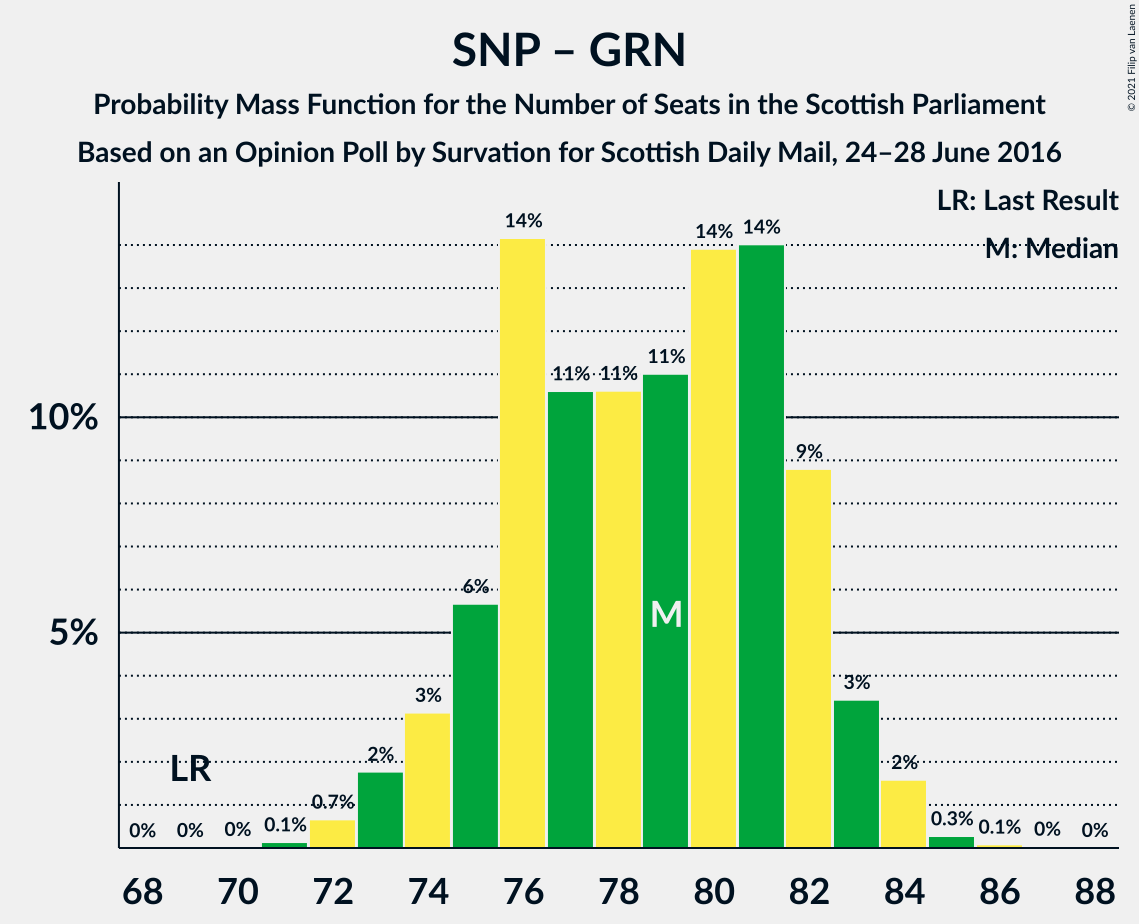 SNP – GRN
Probability Mass Function for the Number of Seats in the Scottish Parliament
Based on an Opinion Poll by Survation for Scottish Daily Mail, 24–28 June 2016
© 2021 Filip van Laenen
LR: Last Result
M: Median
10%
5%
0% 0% 0% 0.1% 0.7% 2% 3% 6% 14% 11% 11% 11% 14% 14% 9% 3% 2% 0.3% 0.1% 0% 0%
LR
M
68 70 72 74 76 78 80 82 84 86 88